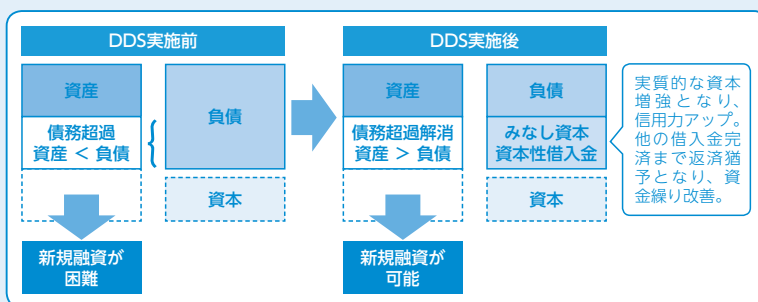 DDS実施前
資産
債務超過
資産 < 負債
負債
資本
新規融資が
困難
DDS実施後
資産
債務超過解消
資産 > 負債
負債
みなし資本
資本性借入金
資本
新規融資が
可能
実質的な資本
増強となり、
信用力アップ。
他の借入金完
済まで返済猶
予となり、資
金繰り改善。